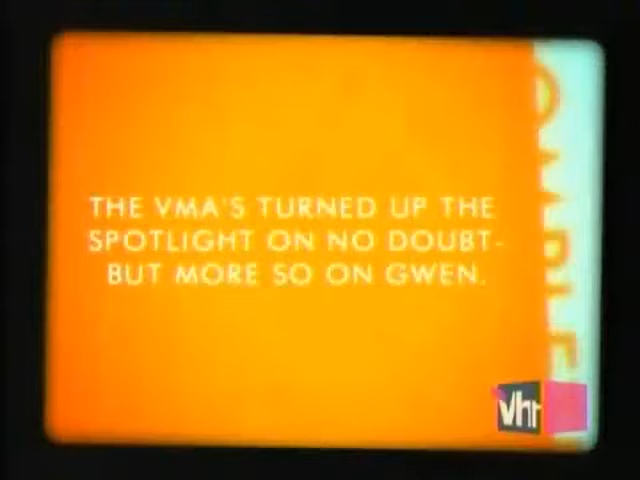 THE VMA'S TURNED UP THE
SPOTLIGHT ON NO DOUBT-
BUT MORE SO ON GWEN.
vh1